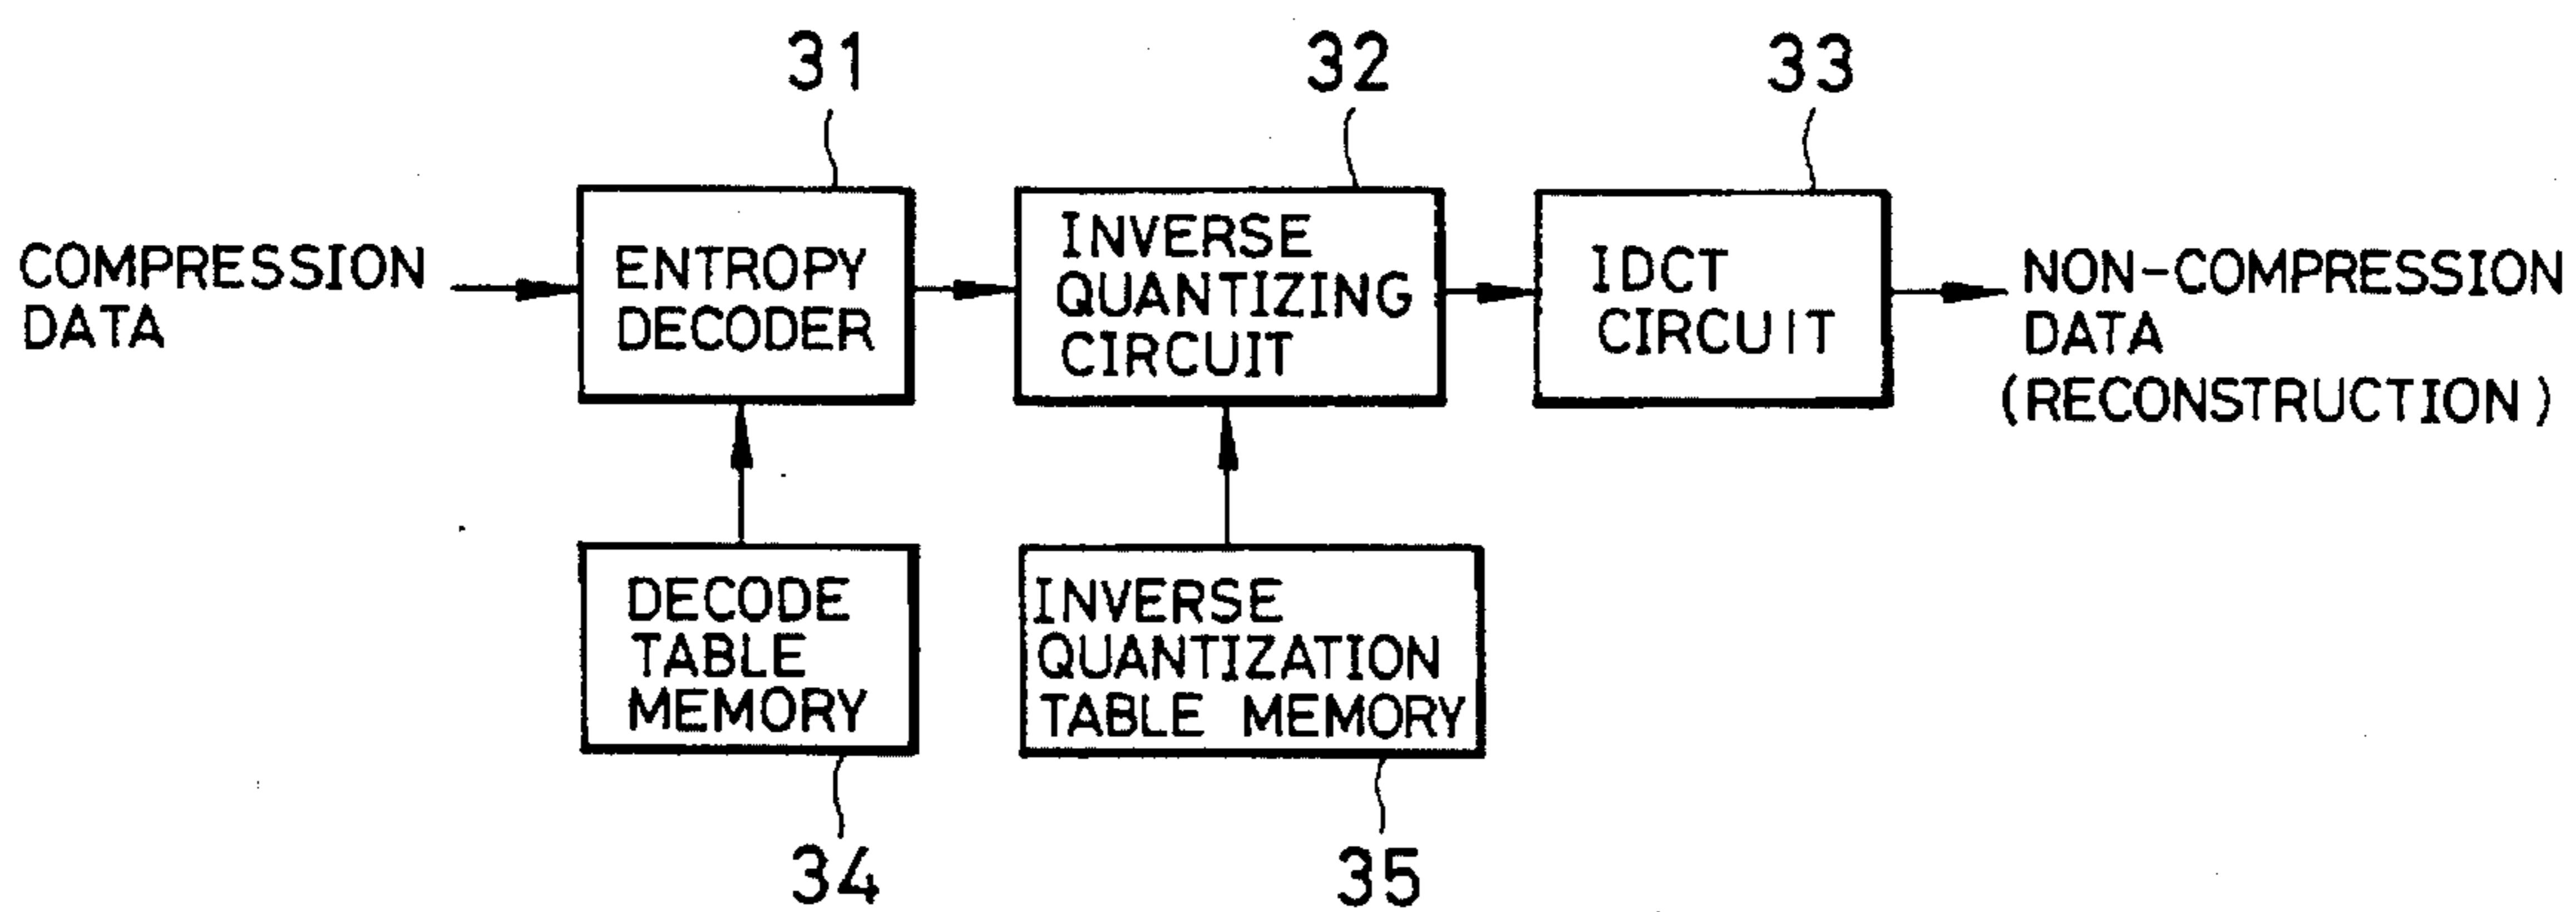 31
32
33
COMPRESSION
DATA
ENTROPY
DECODER
INVERSE
QUANTIZING
CIRCUIT
IDCT
CIRCUIT
NON-COMPRESSION
DATA
(RECONSTRUCTION)
DECODE
TABLE
MEMORY
INVERSE
QUANTIZATION
TABLE MEMORY
34
35